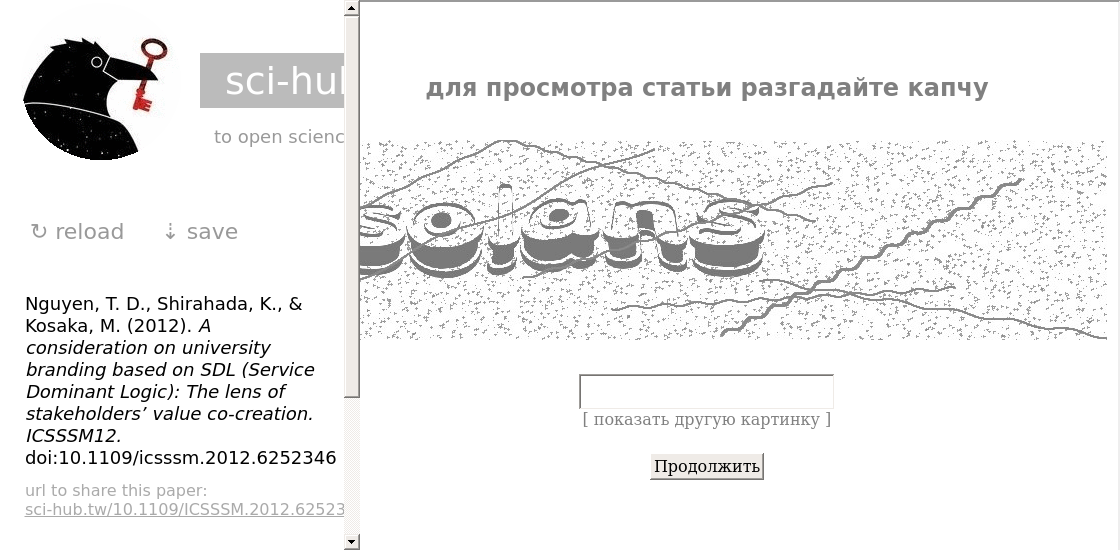 sci-hub
to open scienc
↻ reload
⇣ save
Nguyen, T. D., Shirahada, K., &
Kosaka, M. (2012). A
consideration on university
branding based on SDL (Service
Dominant Logic): The lens of
stakeholders’ value co-creation.
ICSSSM12.
doi:10.1109/icsssm.2012.6252346
url to share this paper:
sci-hub.tw/10.1109/ICSSSM.2012.62523
для просмотра статьи разгадайте капчу
solans
[ показать другую картинку ]
Продолжить